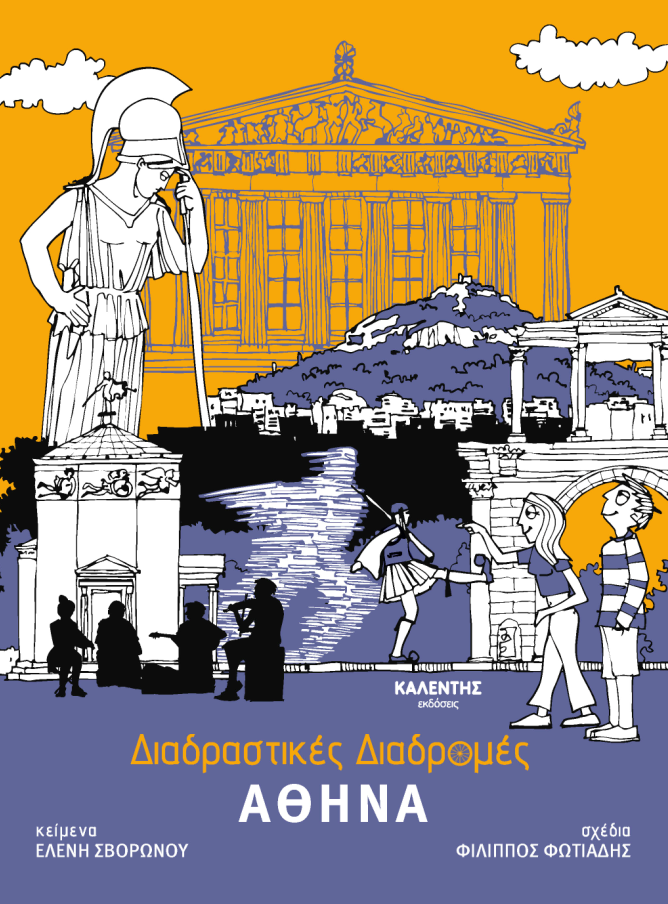 ΚΑΛΕΝΤΗΣ
εκδόσεις
Διαδραστικές Διαδρομές
ΑΘΗΝΑ
κείμενα
ΕΛΕΝΗ ΣΒΟΡΩΝΟΥ
σχέδια
ΦΙΛΙΠΠΟΣ ΦΩΤΙΑΔΗΣ